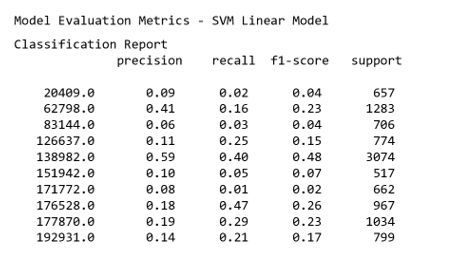 Model Evaluation Metrics - SVM Linear Model
Classification Report
precision recall f1-score support
20409.0 0.09 0.02 0.04 657
62798.0 0.41 0.16 0.23 1283
83144.0 0.06 0.03 0.04 706
126637.0 0.11 0.25 0.15 774
138982.0 0.59 0.40 0.48 3074
151942.0 0.10 0.05 0.07 517
171772.0 0.08 0.01 0.02 662
176528.0 0.18 0.47 0.26 967
177870.0 0.19 0.29 0.23 1034
192931.0 0.14 0.21 0.17 799